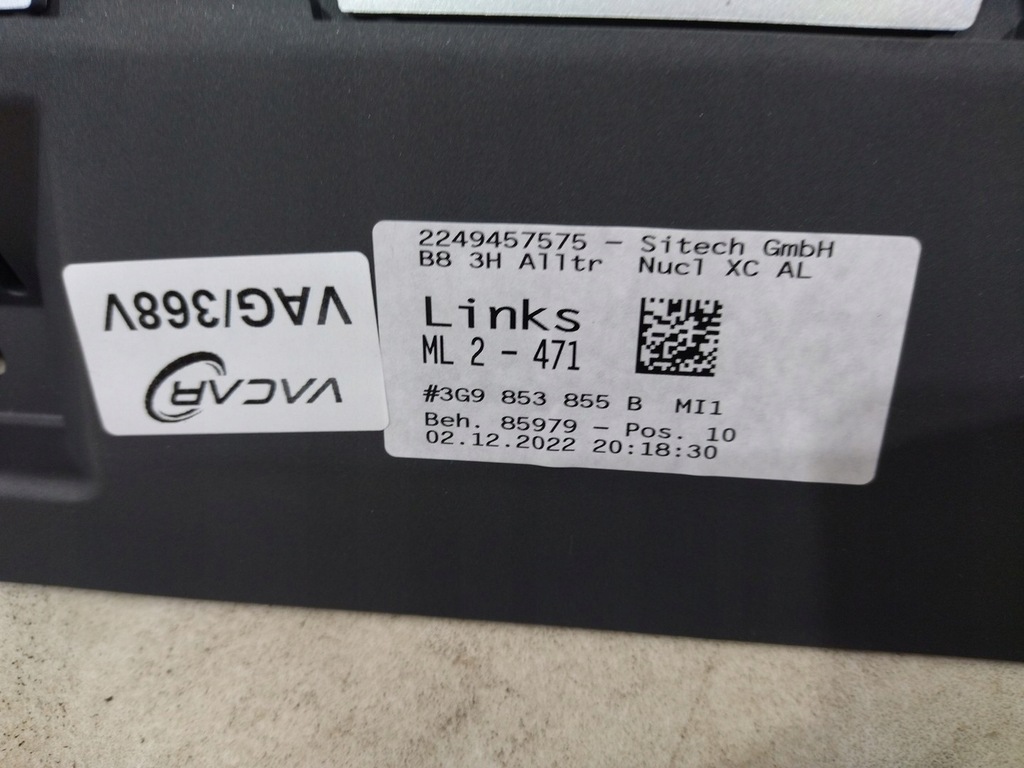 2249457575 - Sitech GmbH
B8 3H Alltr Nucl XC AL
Links
ML 2 - 471
#3G9 853 855 B MI1
Beh. 85979 - Pos. 10
02.12.2022 20:18:30
VACAR
VAG/368V